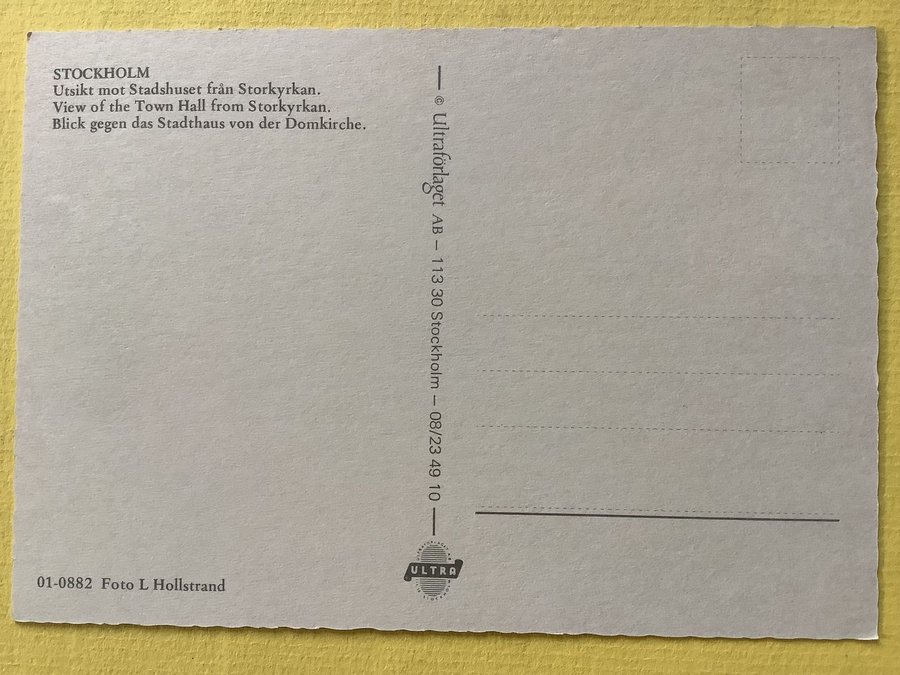 STOCKHOLM
Utsikt mot Stadshuset från Storkyrkan.
View of the Town Hall from Storkyrkan.
Blick gegen das Stadthaus von der Domkirche.
© Ultraförlaget AB – 113 30 Stockholm – 08/23 49 10
ULTRA
01-0882 Foto L Hollstrand